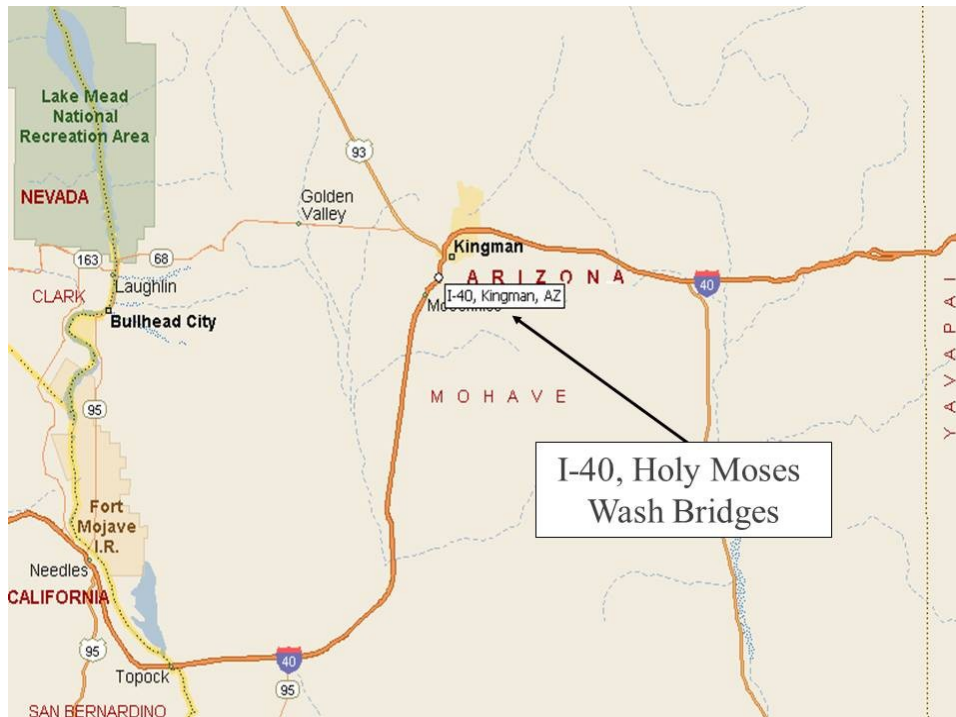 Lake Mead
National
Recreation Area
NEVADA
93
Golden
Valley
163
68
Kingman
ARIZONA
40
CLARK
Laughlin
I-40, Kingman, AZ
Bullhead City
YAVAPAI
95
MOHAVE
I-40, Holy Moses
Wash Bridges
Fort
Mojave
I.R.
Needles
CALIFORNIA
95
Topock
40
95
SAN BERNARDINO